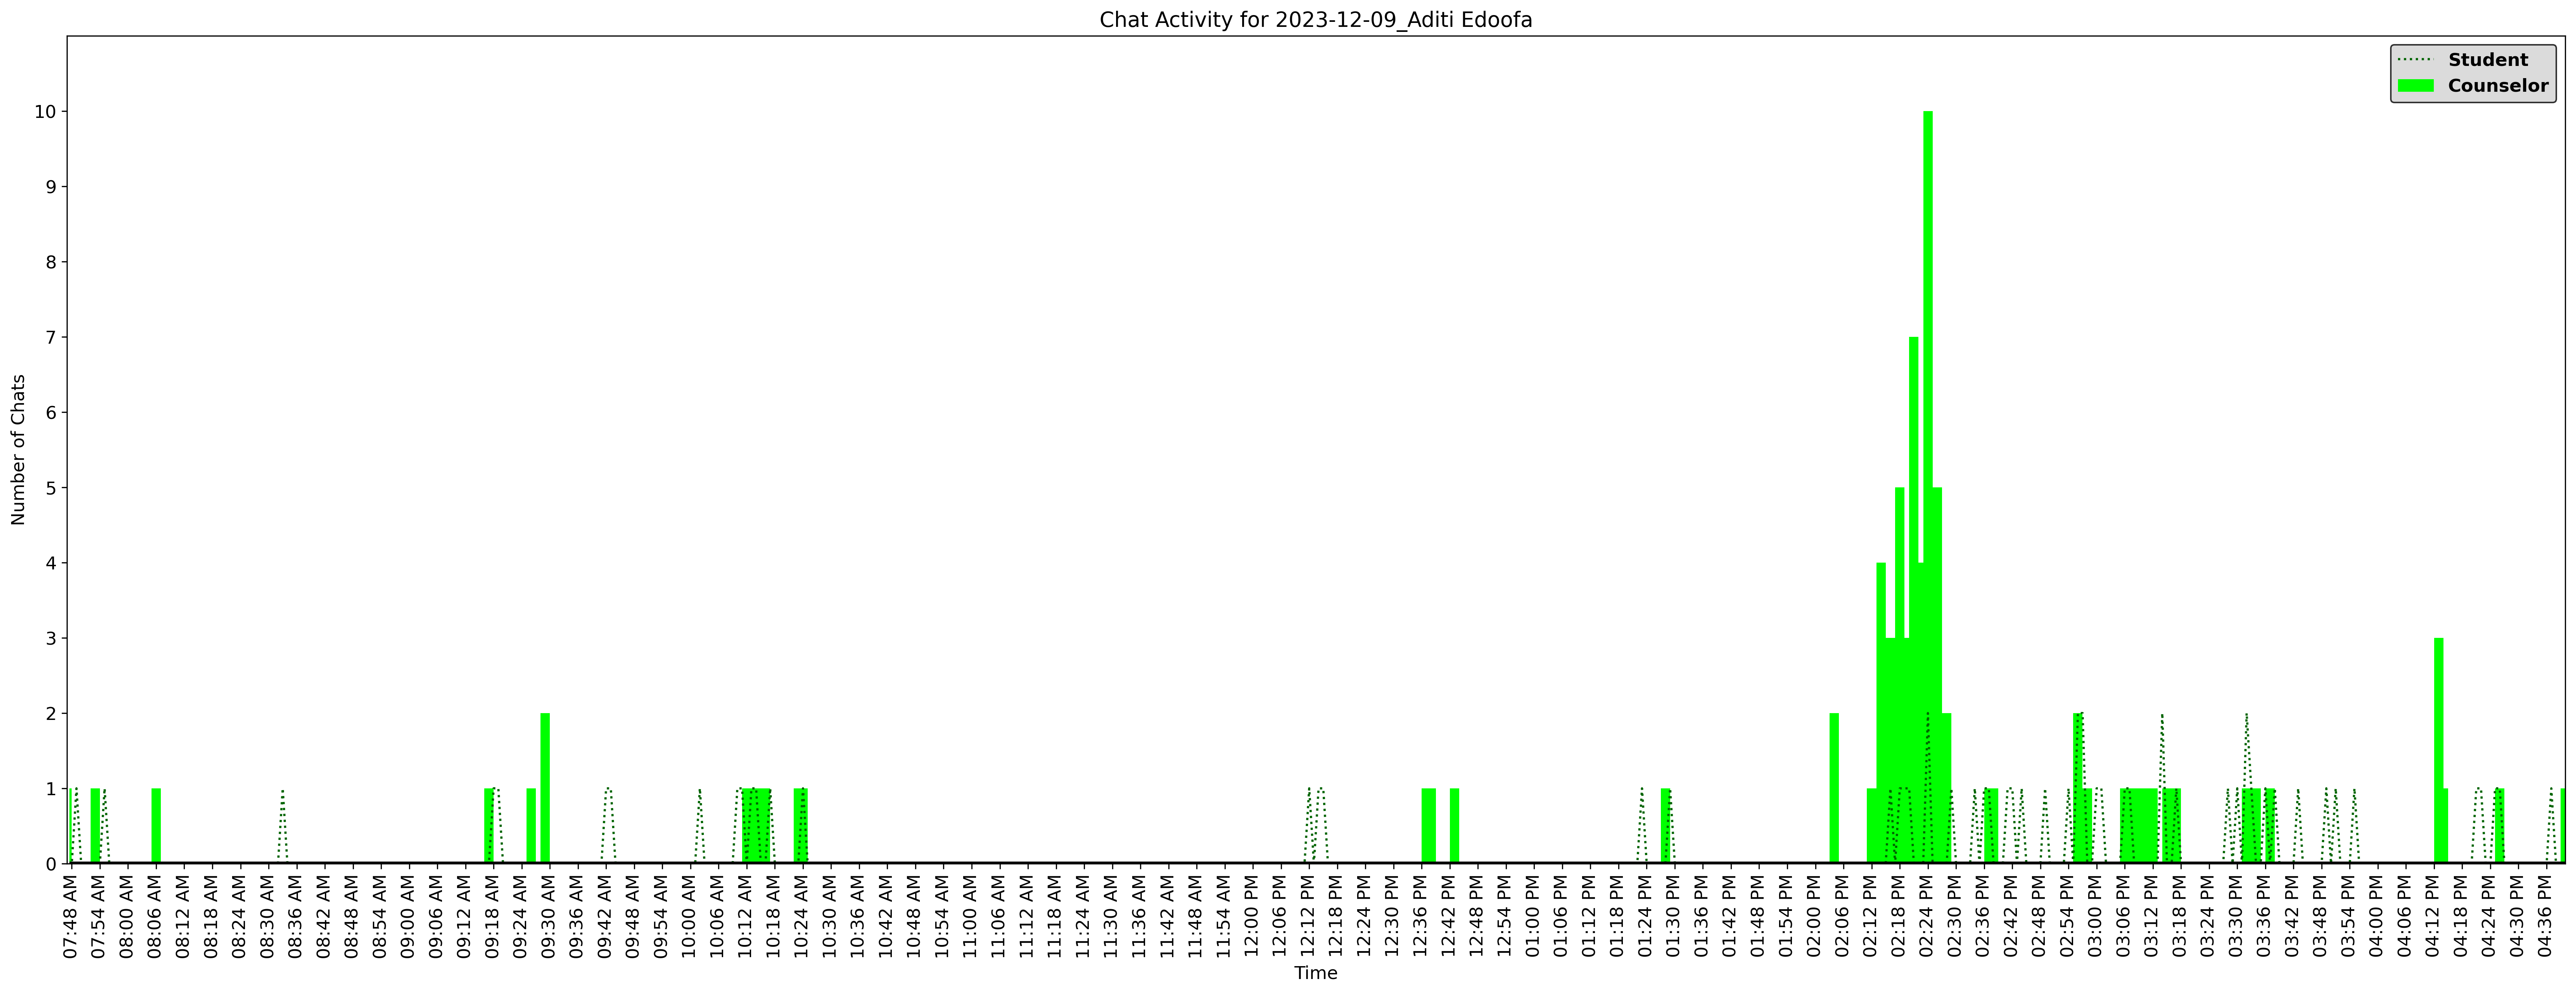 Chat Activity for 2023-12-09_Aditi Edoofa
Student
Counselor
Number of Chats
10
9
8
7
6
5
4
3
2
1
0
07:48 AM
07:54 AM
08:00 AM
08:06 AM
08:12 AM
08:18 AM
08:24 AM
08:30 AM
08:36 AM
08:42 AM
08:48 AM
08:54 AM
09:00 AM
09:06 AM
09:12 AM
09:18 AM
09:24 AM
09:30 AM
09:36 AM
09:42 AM
09:48 AM
09:54 AM
10:00 AM
10:06 AM
10:12 AM
10:18 AM
10:24 AM
10:30 AM
10:36 AM
10:42 AM
10:48 AM
10:54 AM
11:00 AM
11:06 AM
11:12 AM
11:18 AM
11:24 AM
11:30 AM
11:36 AM
11:42 AM
11:48 AM
11:54 AM
12:00 PM
12:06 PM
12:12 PM
12:18 PM
12:24 PM
12:30 PM
12:36 PM
12:42 PM
12:48 PM
12:54 PM
01:00 PM
01:06 PM
01:12 PM
01:18 PM
01:24 PM
01:30 PM
01:36 PM
01:42 PM
01:48 PM
01:54 PM
02:00 PM
02:06 PM
02:12 PM
02:18 PM
02:24 PM
02:30 PM
02:36 PM
02:42 PM
02:48 PM
02:54 PM
03:00 PM
03:06 PM
03:12 PM
03:18 PM
03:24 PM
03:30 PM
03:36 PM
03:42 PM
03:48 PM
03:54 PM
04:00 PM
04:06 PM
04:12 PM
04:18 PM
04:24 PM
04:30 PM
04:36 PM
Time